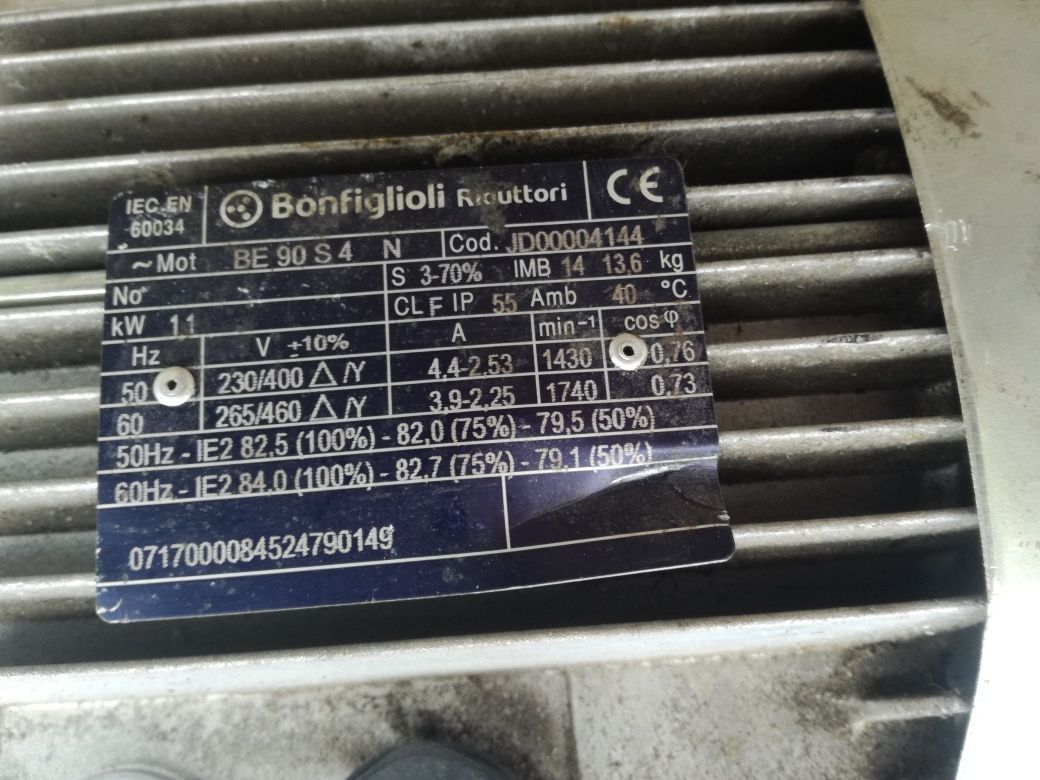 IEC EN 60034 Bonfiglioli Riduttori CE
~ Mot BE 90 S 4 N Cod. JD00004144
No S 3-70% IMB 14 13,6 kg
kW 1.1 CL F IP 55 Amb 40 °C
Hz V ±10% A min-1 cosφ
50 230/400 △/Y 4.4-2.53 1430 0,76
60 265/460 △/Y 3,9-2,25 1740 0,73
50Hz - IE2 82.5 (100%) - 82,0 (75%) - 79,5 (50%)
60Hz - IE2 84.0 (100%) - 82,7 (75%) - 79,1 (50%)
0717000084524790149